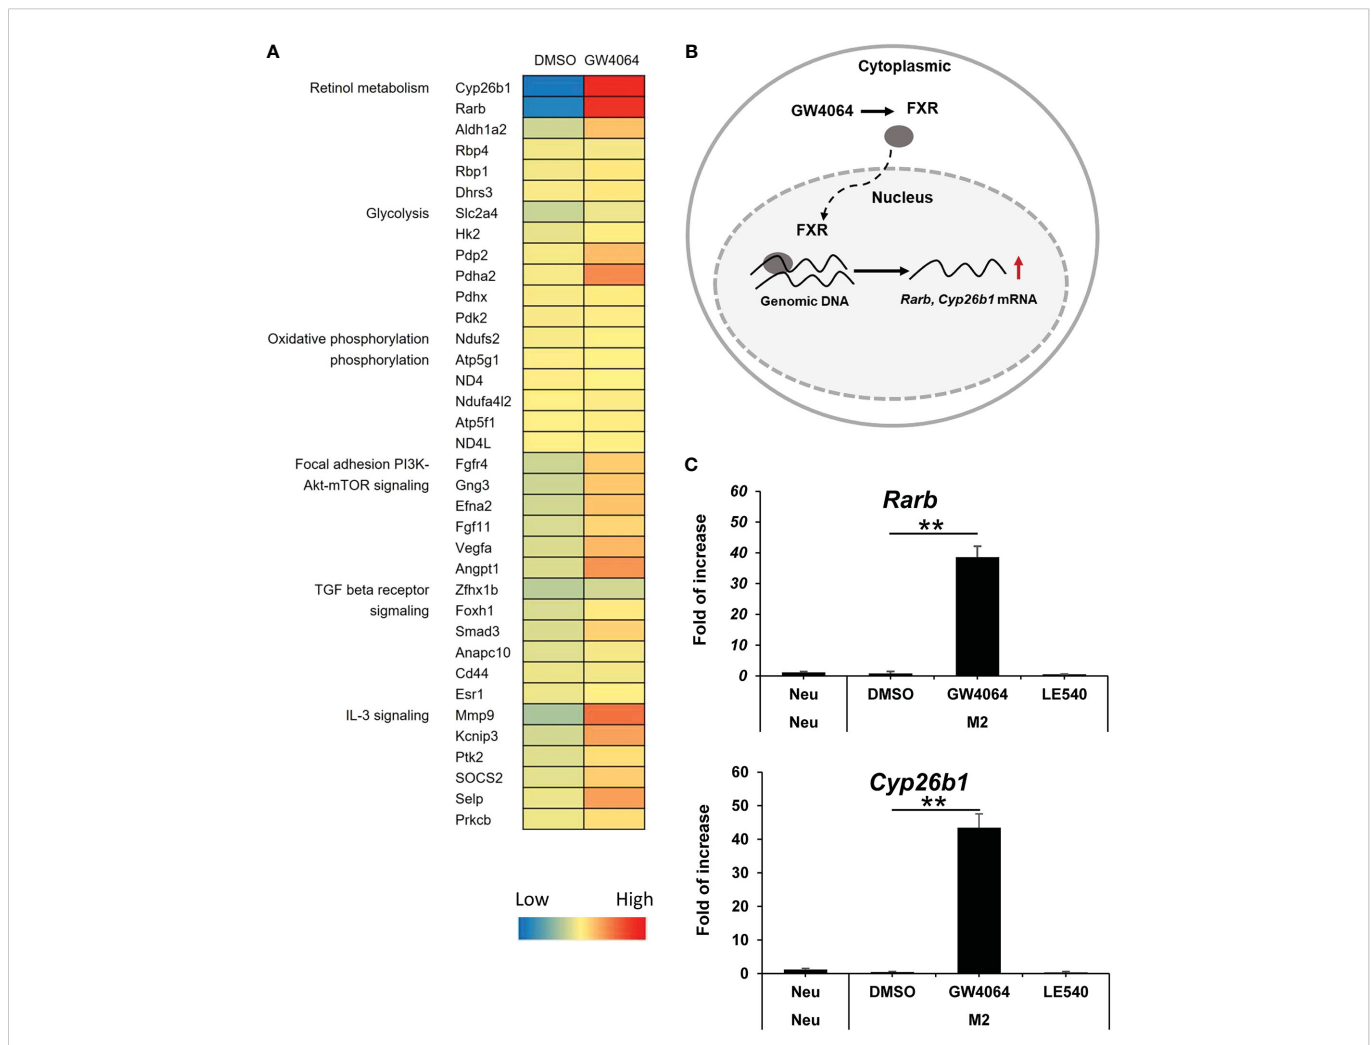 A
DMSO GW4064
Retinol metabolism Cyp26b1
Rarb
Aldh1a2
Rbp4
Rbp1
Dhrs3
Glycolysis Slc2a4
Hk2
Pdp2
Pdha2
Pdhx
Pdk2
Oxidative phosphorylation Ndufs2
phosphorylation Atp5g1
ND4
Ndufa4l2
Atp5f1
ND4L
Focal adhesion PI3K- Fgfr4
Akt-mTOR signaling Gng3
Efna2
Fgf11
Vegfa
Angpt1
TGF beta receptor Zfhx1b
sigmaling Foxh1
Smad3
Anapc10
Cd44
Esr1
IL-3 signaling Mmp9
Kcnip3
Ptk2
SOCS2
Selp
Prkcb
Low High
B
Cytoplasmic
GW4064 FXR
Nucleus
FXR
Genomic DNA Rarb, Cyp26b1 mRNA
C
Rarb
**
Fold of increase
60
50
40
30
20
10
0
Neu DMSO GW4064 LE540
Neu M2
Cyp26b1
**
Fold of increase
60
50
40
30
20
10
0
Neu DMSO GW4064 LE540
Neu M2